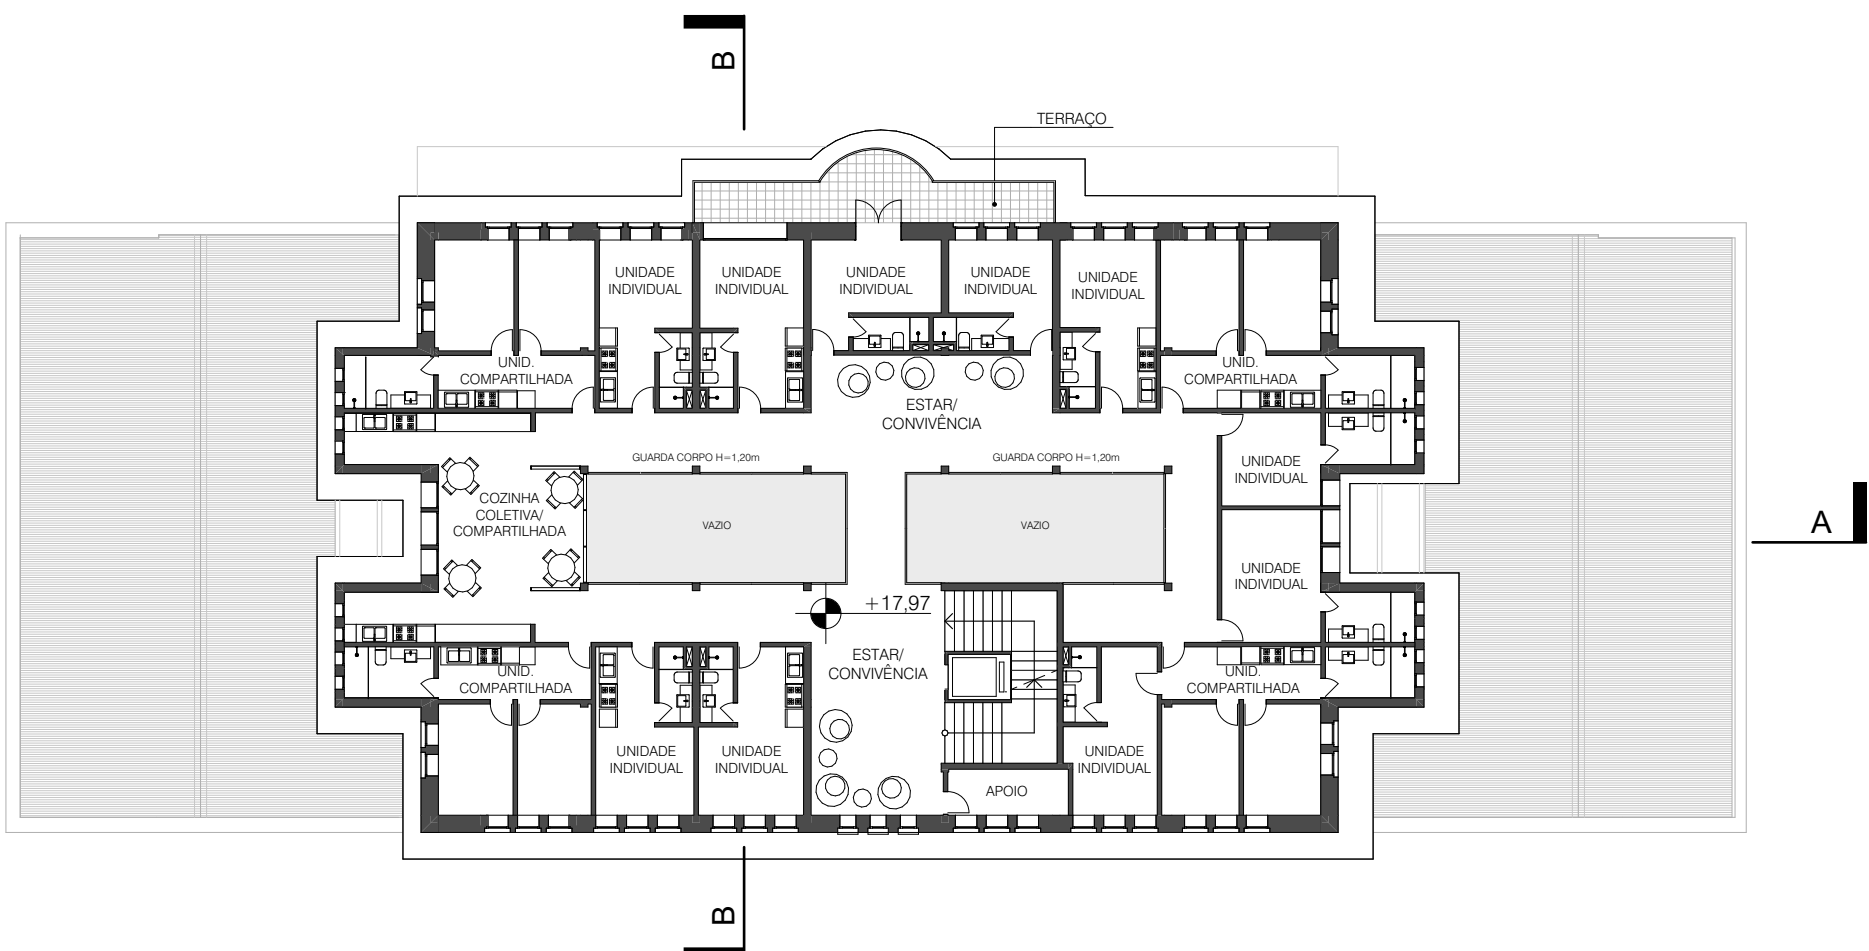 B
TERRAÇO
UNIDADE
INDIVIDUAL
UNIDADE
INDIVIDUAL
UNIDADE
INDIVIDUAL
UNIDADE
INDIVIDUAL
UNIDADE
INDIVIDUAL
UNID.
COMPARTILHADA
UNID.
COMPARTILHADA
ESTAR/
CONVIVÊNCIA
GUARDA CORPO H=1,20m
GUARDA CORPO H=1,20m
UNIDADE
INDIVIDUAL
COZINHA
COLETIVA/
COMPARTILHADA
VAZIO
VAZIO
A
UNIDADE
INDIVIDUAL
+17,97
ESTAR/
CONVIVÊNCIA
UNID.
COMPARTILHADA
UNID.
COMPARTILHADA
UNIDADE
INDIVIDUAL
UNIDADE
INDIVIDUAL
UNIDADE
INDIVIDUAL
APOIO
B